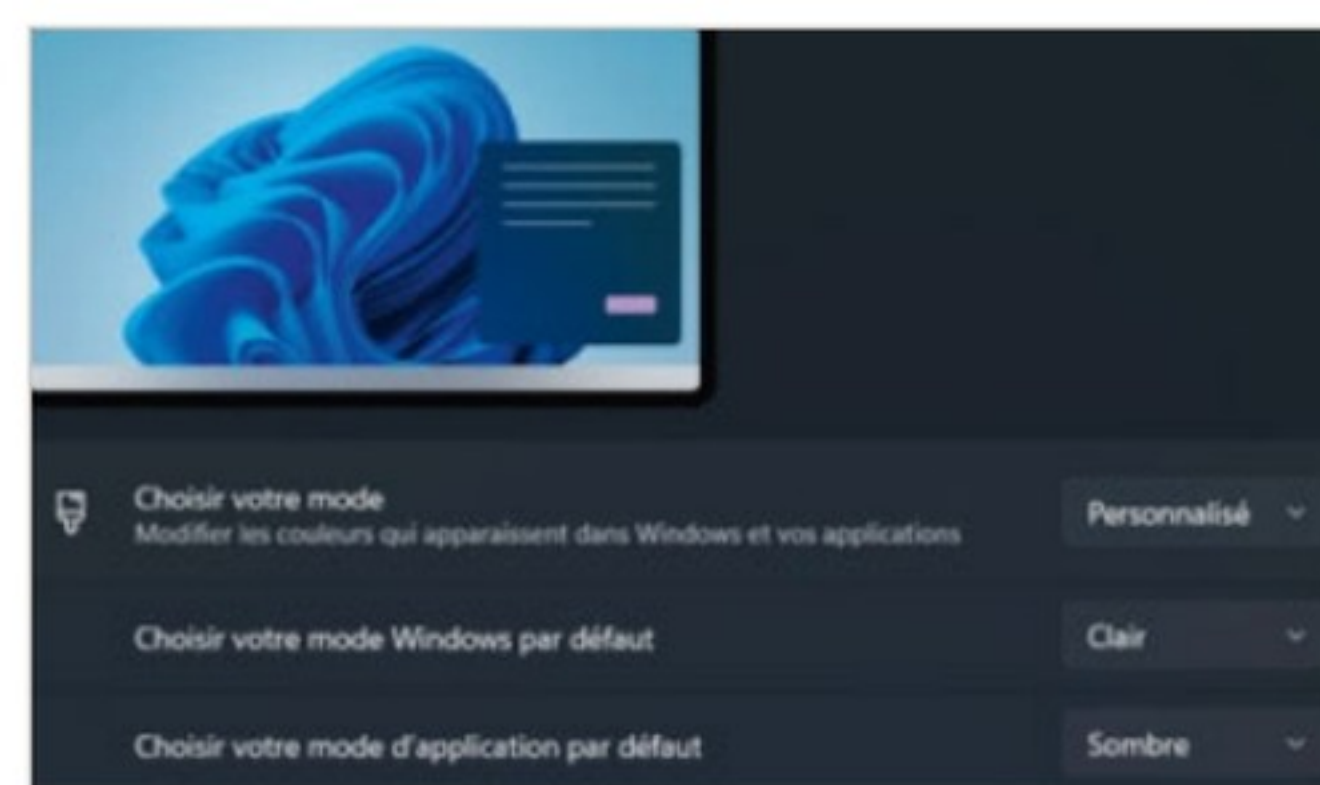 Choisir votre mode
Modifier les couleurs qui apparaissent dans Windows et vos applications
Personnalisé
Choisir votre mode Windows par défaut
Clair
Choisir votre mode d'application par défaut
Sombre